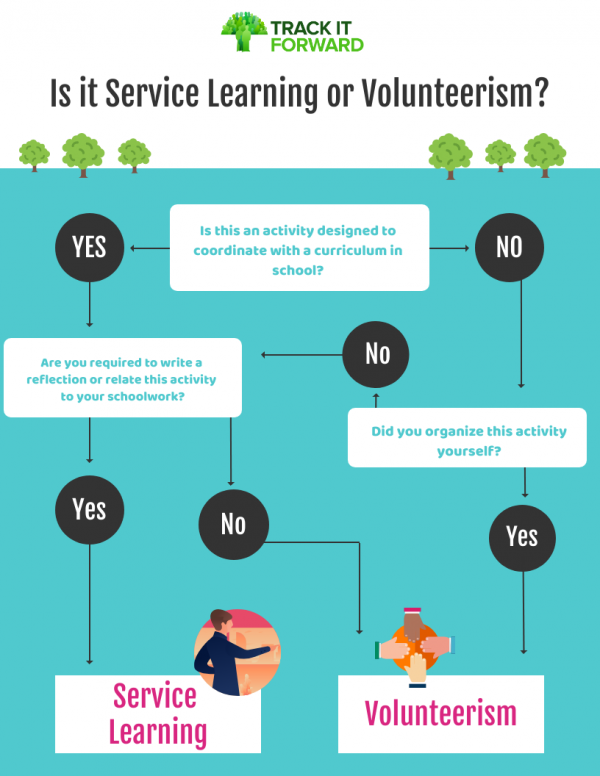 TRACK IT
FORWARD
Is it Service Learning or Volunteerism?
Is this an activity designed to
coordinate with a curriculum in
school?
YES
NO
Are you required to write a
reflection or relate this activity
to your schoolwork?
No
Did you organize this activity
yourself?
Yes
No
Yes
Service
Learning
Volunteerism